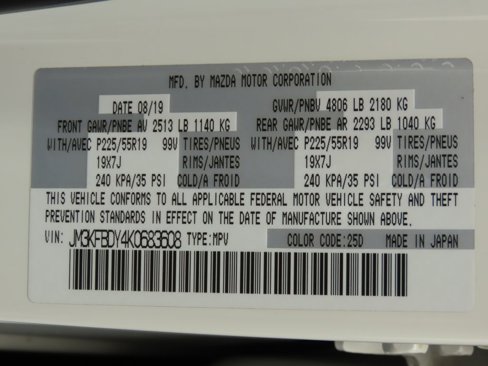 MFD. BY MAZDA MOTOR CORPORATION
DATE 08/19 GVWR/PNBV 4806 LB 2180 KG
FRONT GAWR/PNBE AV 2513 LB 1140 KG REAR GAWR/PNBE AR 2293 LB 1040 KG
WITH/AVEC P225/55R19 99V TIRES/PNEUS WITH/AVEC P225/55R19 99V TIRES/PNEUS
19X7J RIMS/JANTES 19X7J RIMS/JANTES
240 KPA/35 PSI COLD/A FROID 240 KPA/35 PSI COLD/A FROID
THIS VEHICLE CONFORMS TO ALL APPLICABLE FEDERAL MOTOR VEHICLE SAFETY AND THEFT
PREVENTION STANDARDS IN EFFECT ON THE DATE OF MANUFACTURE SHOWN ABOVE.
VIN: JM3KFBDY4K0683608 TYPE:MPV COLOR CODE:25D MADE IN JAPAN